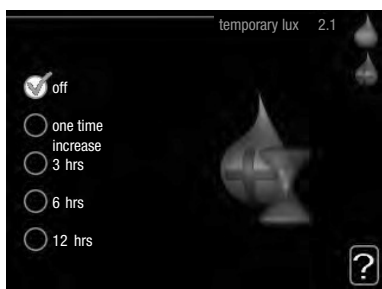 temporary lux 2.1
off
one time
increase
3 hrs
6 hrs
12 hrs
?